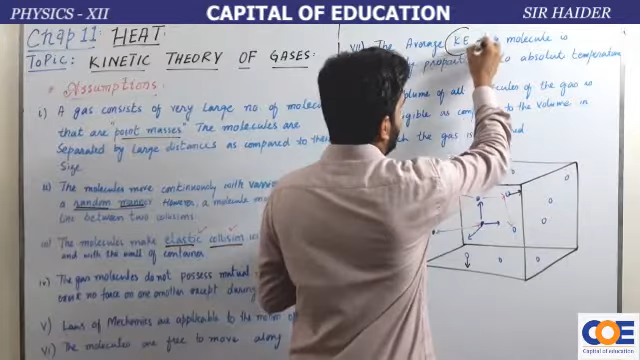 PHYSICS - XII
CAPITAL OF EDUCATION
SIR HAIDER
Chap 11: HEAT
TOPIC: KINETIC THEORY OF GASES:
Assumptions
i) A gas consists of very large no. of
that are "point masses" The molecules are
separated by large distances as compared to
size.
ii) The molecules move continuously with
a random manner However, a molecule
line between two collisions.
iii) The molecules make elastic collision
and with the wall of container
iv) The gas molecules do not possess mutual
no force on one another except during
v) Laws of Mechanics are applicable to the motion of
vi) The molecules are free to move along
vii) The Average K.E molecule is
to absolute temperature
volume of all molecules of the gas is
as compared to the volume in
the gas is
COE
Capital of education